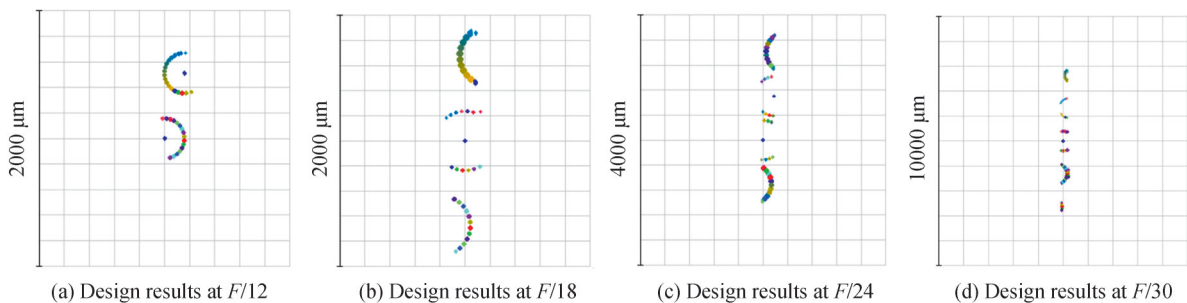 2000 μm
2000 μm
4000 μm
10000 μm
(a) Design results at F/12
(b) Design results at F/18
(c) Design results at F/24
(d) Design results at F/30